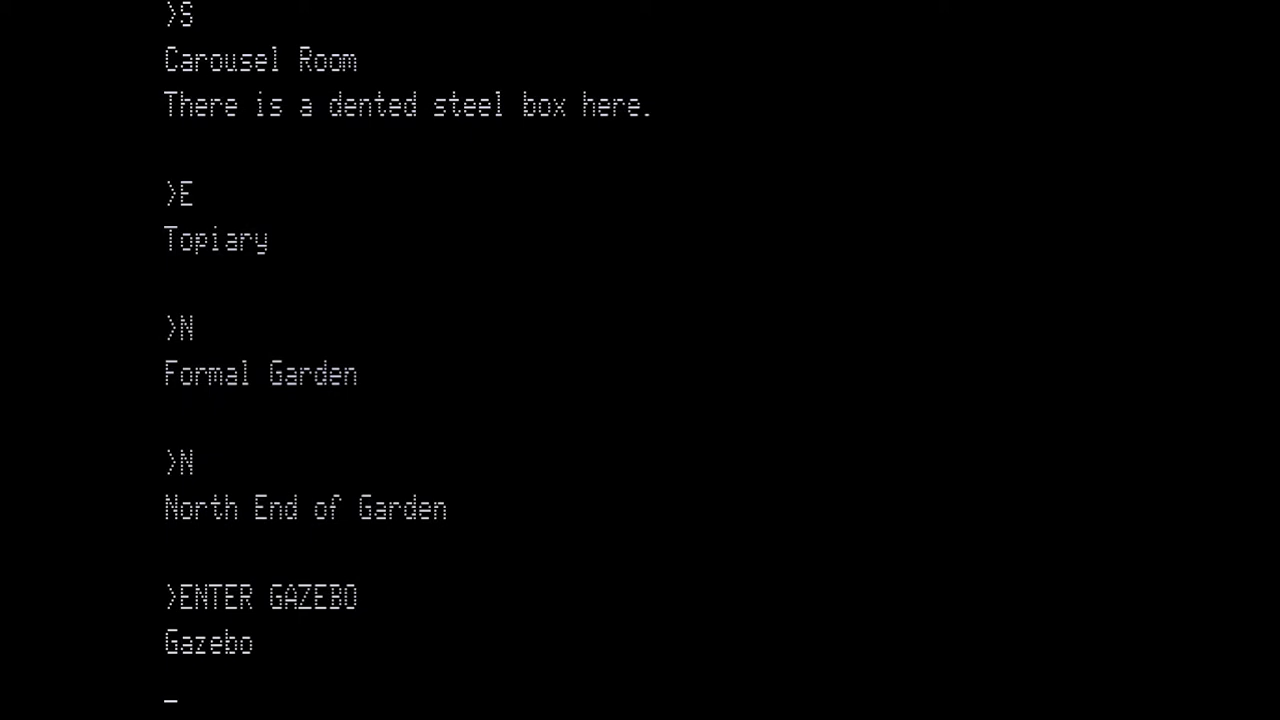 >S
Carousel Room
There is a dented steel box here.
>E
Topiary
>N
Formal Garden
>N
North End of Garden
>ENTER GAZEBO
Gazebo
_